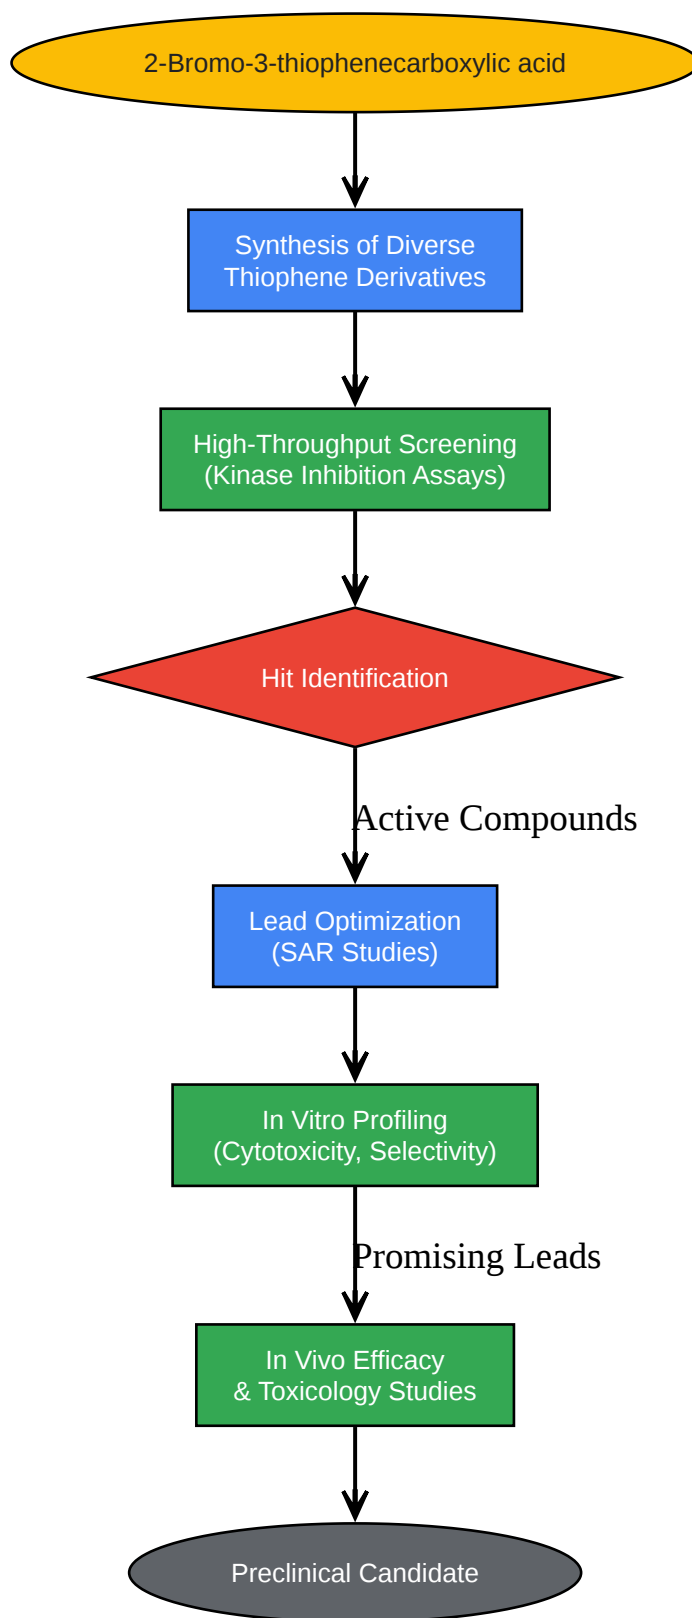 2-Bromo-3-thiophenecarboxylic acid
Synthesis of Diverse
Thiophene Derivatives
High-Throughput Screening
(Kinase Inhibition Assays)
Hit Identification
Active Compounds
Lead Optimization
(SAR Studies)
In Vitro Profiling
(Cytotoxicity, Selectivity)
Promising Leads
In Vivo Efficacy
& Toxicology Studies
Preclinical Candidate